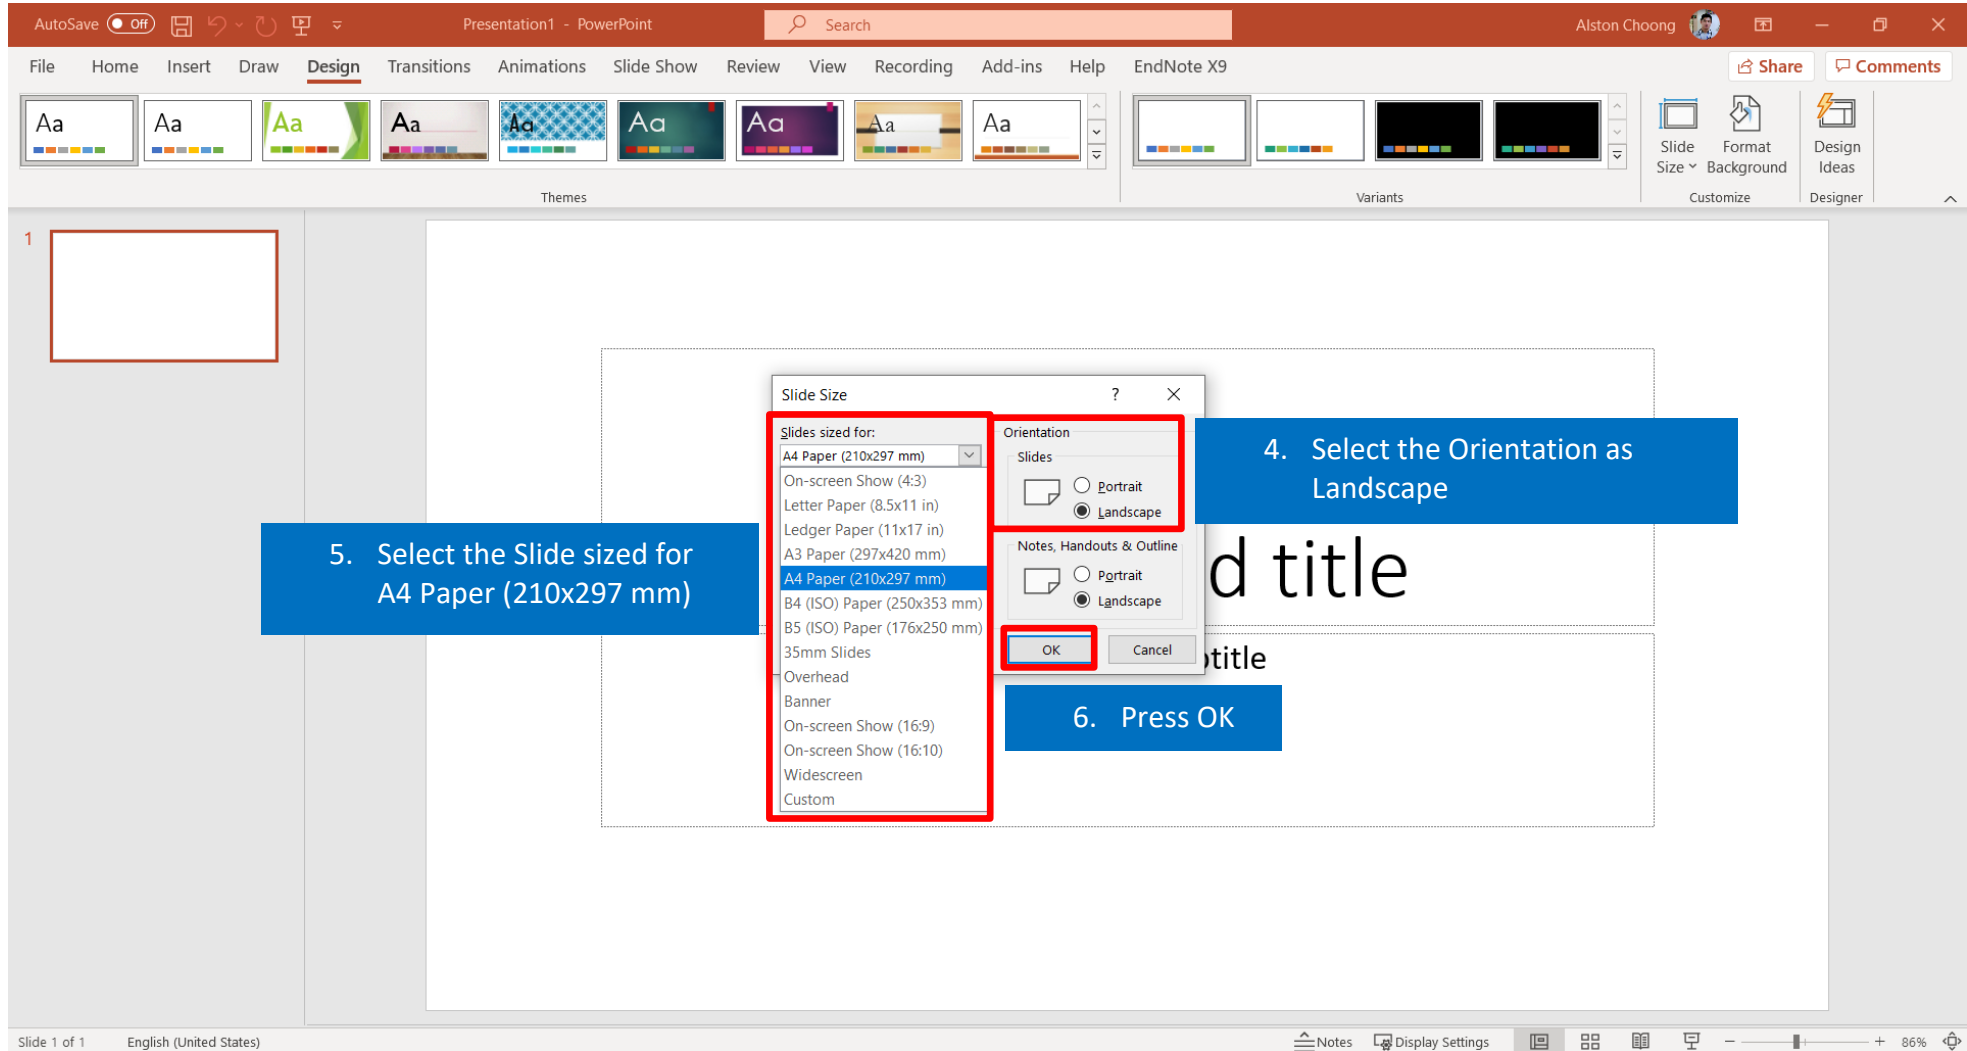 AutoSave Off Presentation1 - PowerPoint Search Alston Choong
File Home Insert Draw Design Transitions Animations Slide Show Review View Recording Add-ins Help EndNote X9 Share Comments
Aa Aa Aa Aa Aa Aa Aa Aa Aa
Slide Format Design
Size Background Ideas
Themes Variants Customize Designer
1
Slide Size ?
Slides sized for:
A4 Paper (210x297 mm)
On-screen Show (4:3)
Letter Paper (8.5x11 in)
Ledger Paper (11x17 in)
A3 Paper (297x420 mm)
A4 Paper (210x297 mm)
B4 (ISO) Paper (250x353 mm)
B5 (ISO) Paper (176x250 mm)
35mm Slides
Overhead
Banner
On-screen Show (16:9)
On-screen Show (16:10)
Widescreen
Custom
Orientation
Slides
Portrait
Landscape
Notes, Handouts & Outline
Portrait
Landscape
OK Cancel
4. Select the Orientation as
Landscape
5. Select the Slide sized for
A4 Paper (210x297 mm)
d title
otitle
6. Press OK
Slide 1 of 1 English (United States) Notes Display Settings 86%